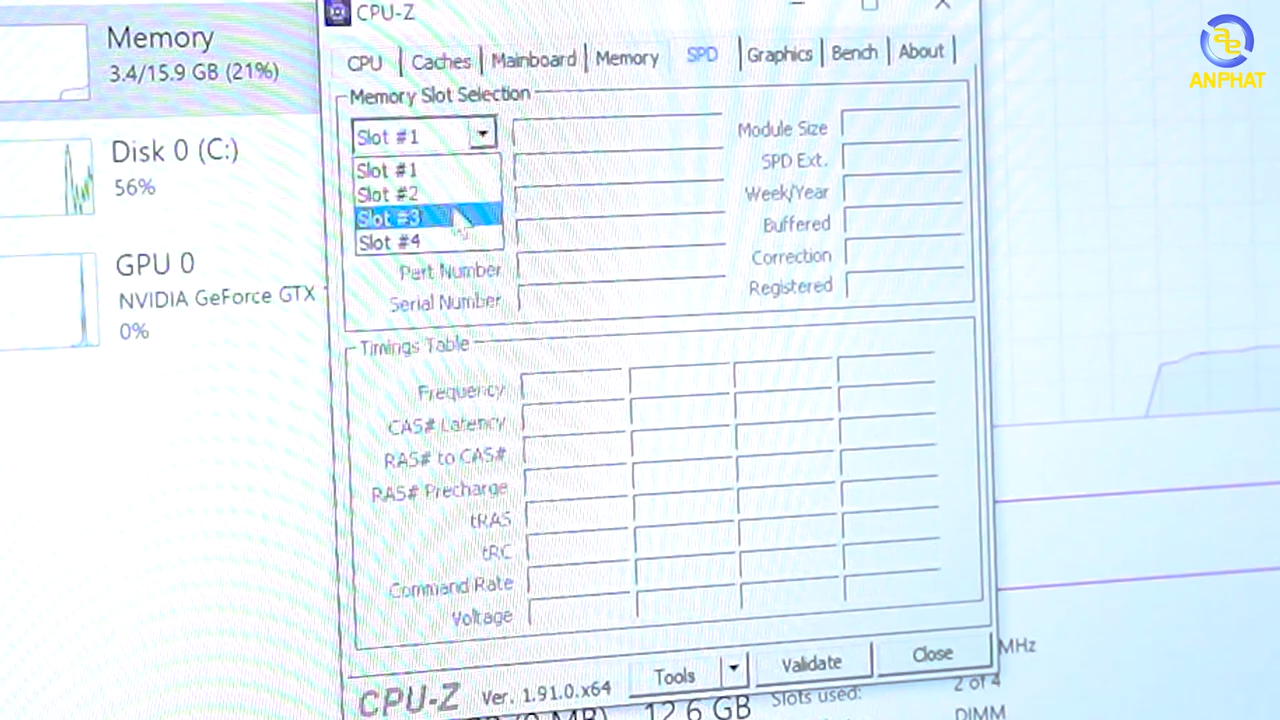 CPU-Z
Memory
3.4/15.9 GB (21%)
Disk 0 (C:)
56%
GPU 0
NVIDIA GeForce GTX
0%
CPU Caches Mainboard Memory SPD Graphics Bench About
Memory Slot Selection
Slot #1
Slot #1
Slot #2
Slot #3
Slot #4
Part Number
Serial Number
Module Size
SPD Ext.
Week/Year
Buffered
Correction
Registered
Timings Table
Frequency
CAS# Latency
RAS# to CAS#
RAS# Precharge
tRAS
tRC
Command Rate
Voltage
CPU-Z Ver. 1.91.0.x64 Tools Validate Close
MHz
12.6 GB Slots used: 2 of 4
DIMM
ae
ANPHAT